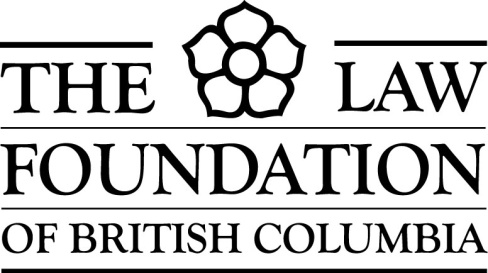 THE LAW
FOUNDATION
OF BRITISH COLUMBIA